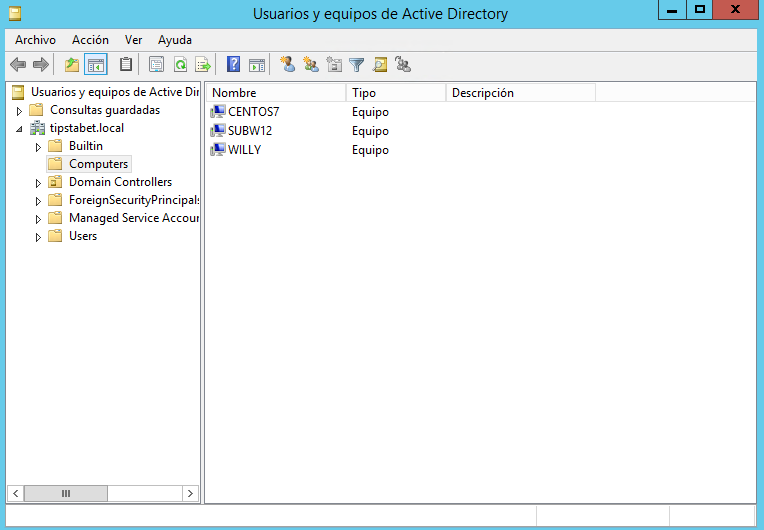 Usuarios y equipos de Active Directory
Archivo Acción Ver Ayuda
Usuarios y equipos de Active Dir
Consultas guardadas
tipstabet.local
Builtin
Computers
Domain Controllers
ForeignSecurityPrincipals
Managed Service Accour
Users
Nombre Tipo Descripción
CENTOS7 Equipo
SUBW12 Equipo
WILLY Equipo